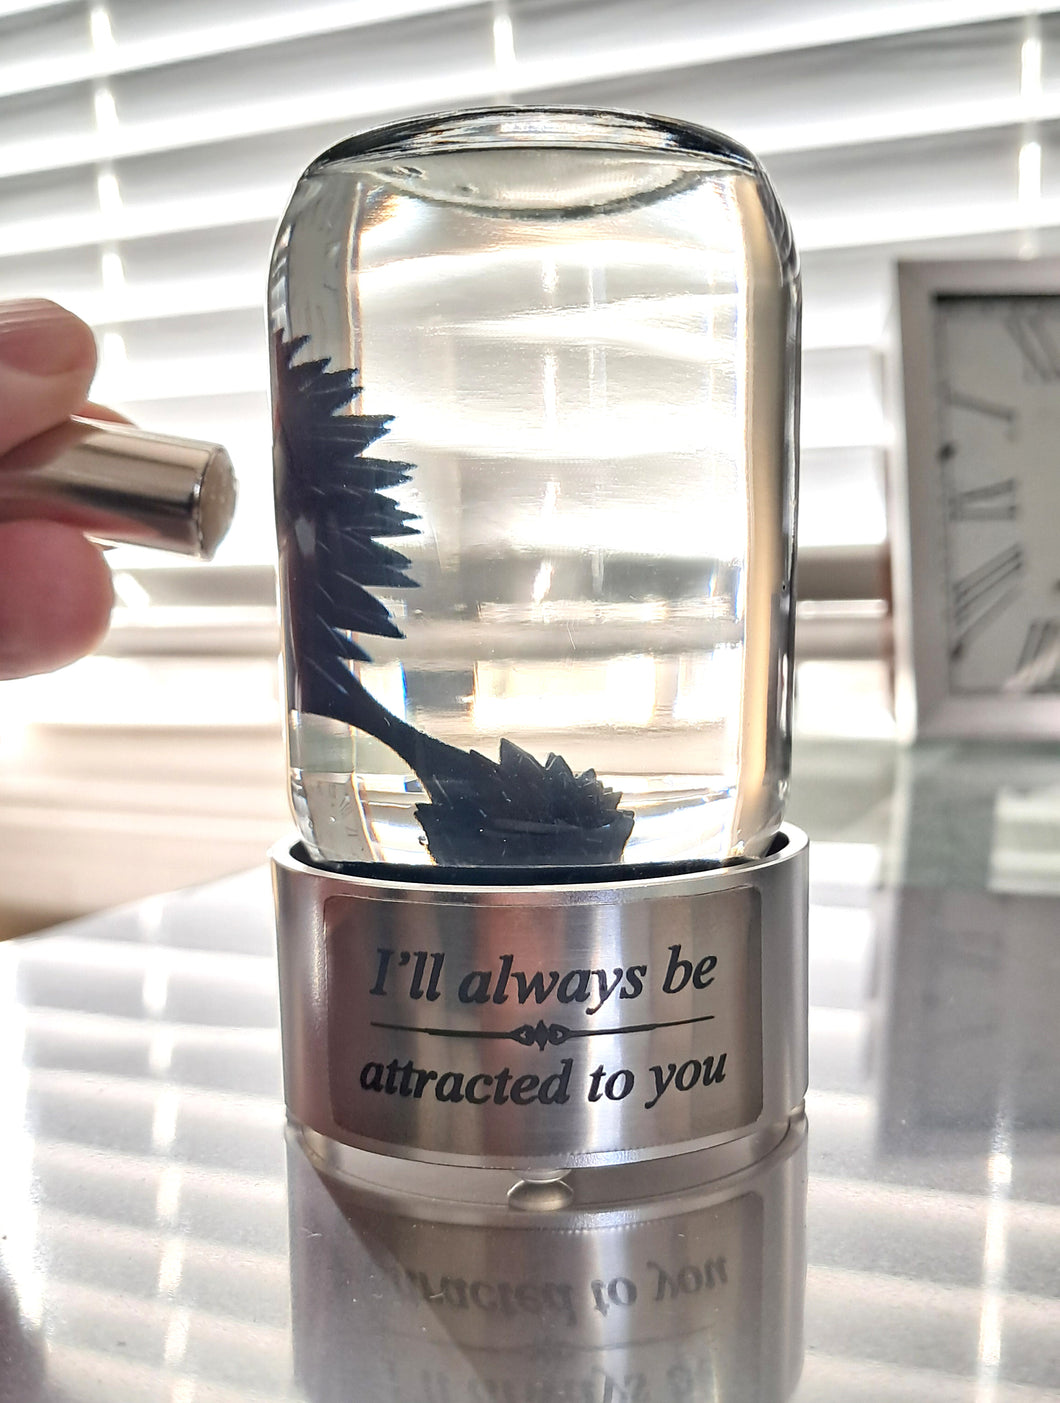 I'll always be
attracted to you